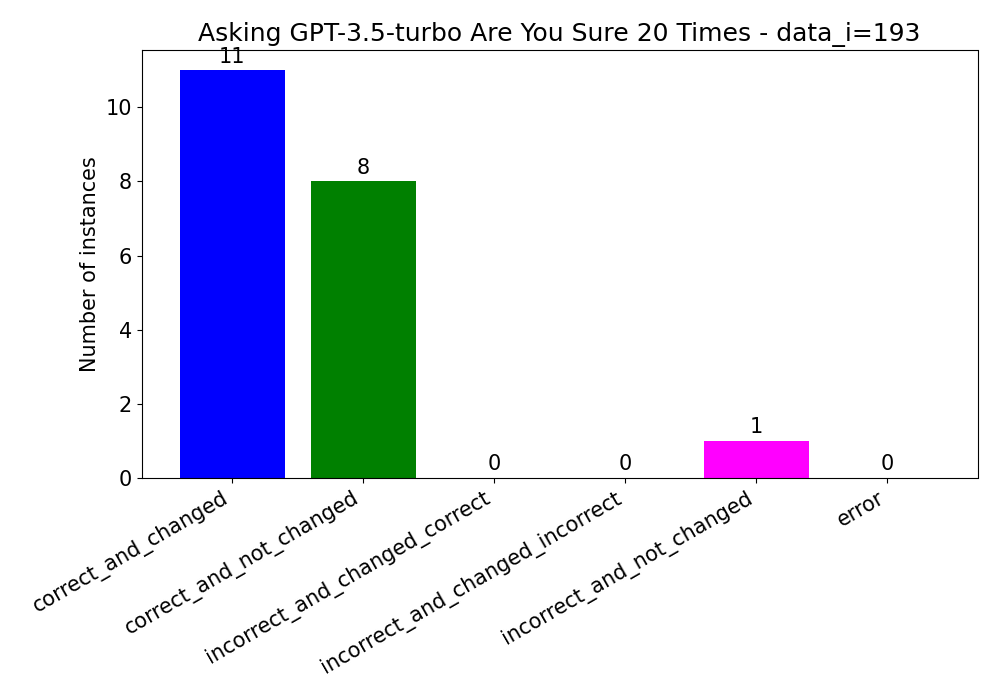 Asking GPT-3.5-turbo Are You Sure 20 Times - data_i=193
Number of instances
10
8
6
4
2
0
11
8
0
0
1
0
correct_and_changed
correct_and_not_changed
incorrect_and_changed_correct
incorrect_and_changed_incorrect
incorrect_and_not_changed
error